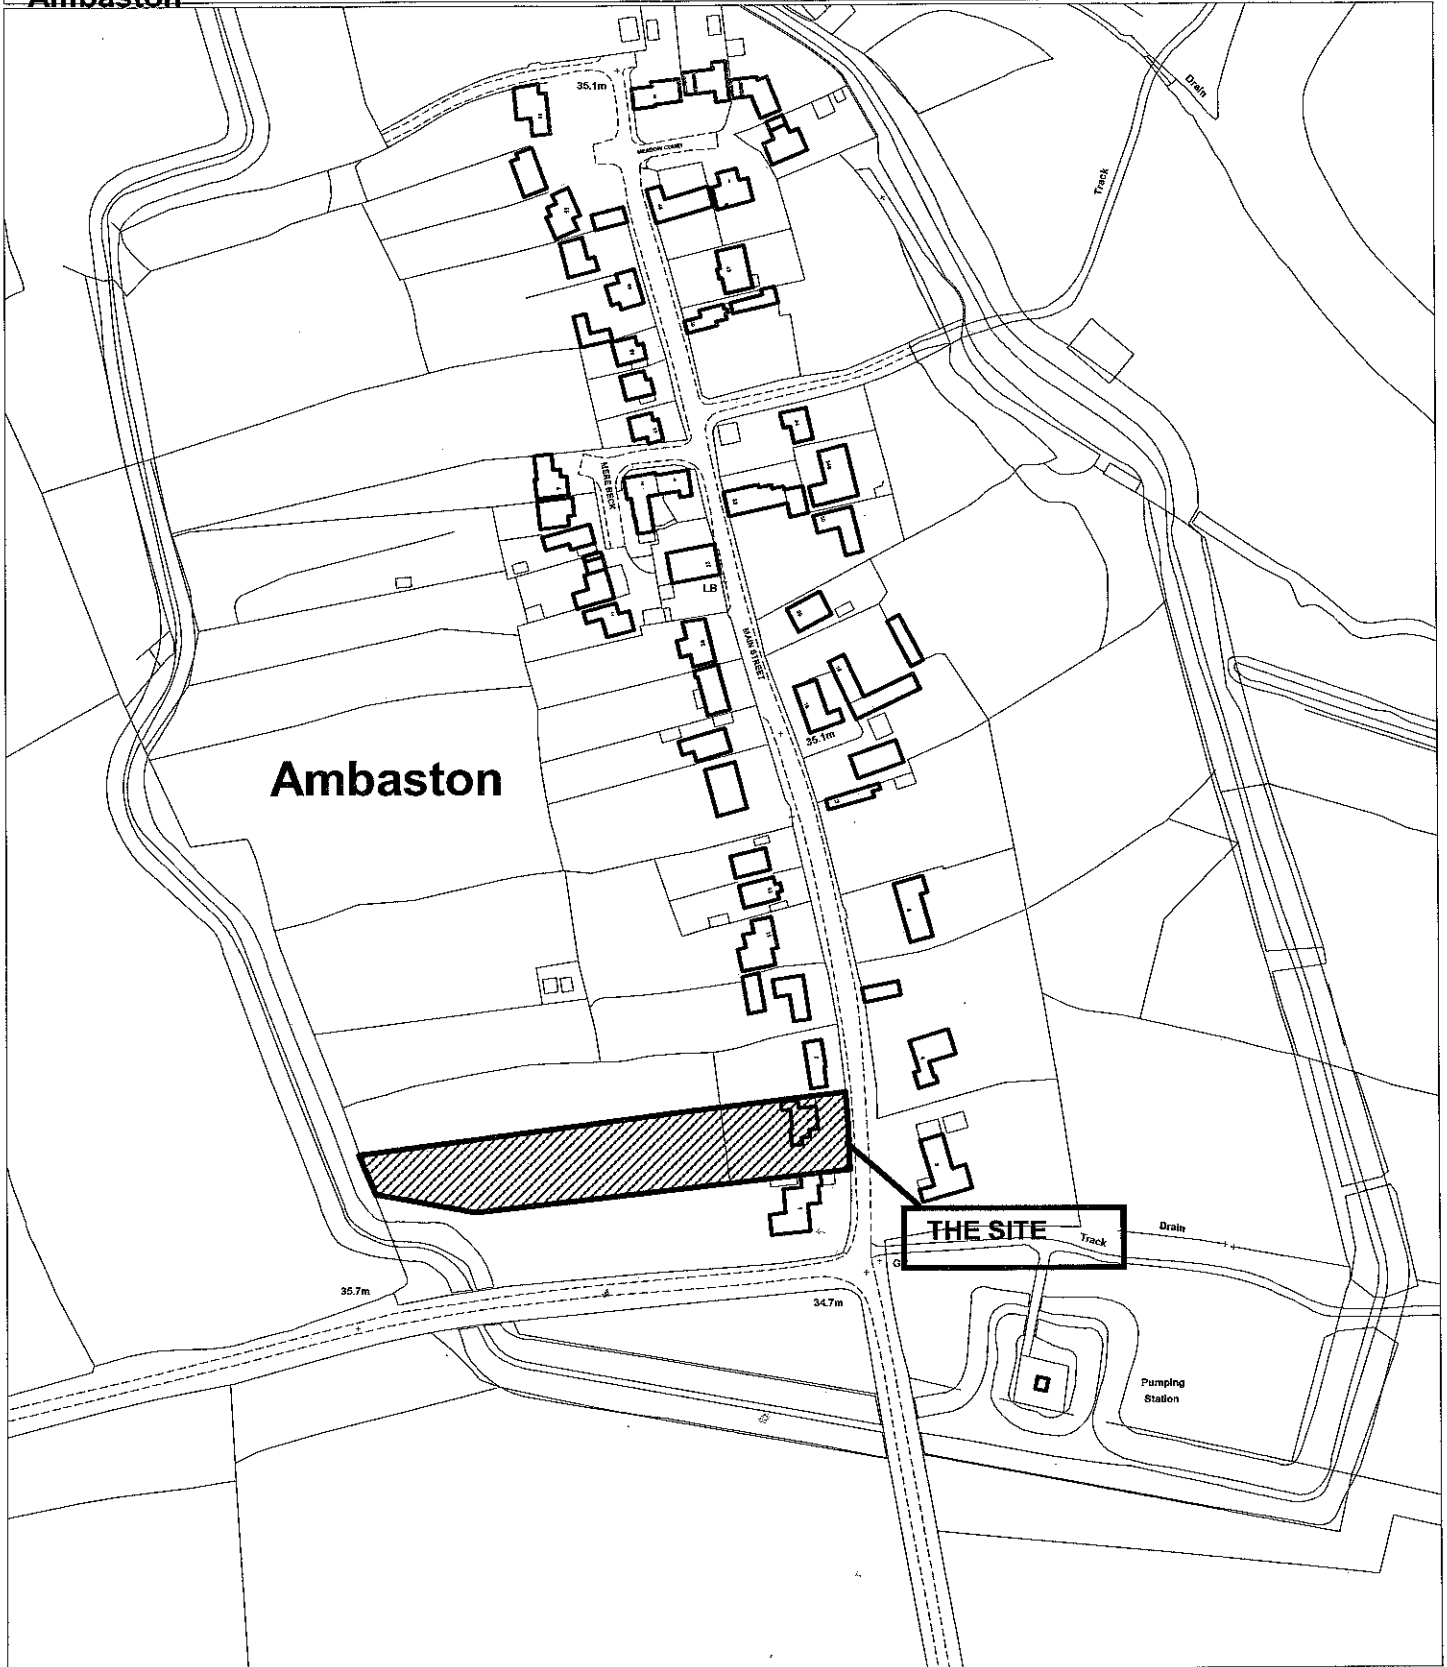 Ambaston
35.1m
Drain
MEADOW COURT
Track
MERE BECK
LB
MAIN STREET
35.1m
Ambaston
THE SITE
Drain
Track
35.7m
34.7m
Pumping
Station